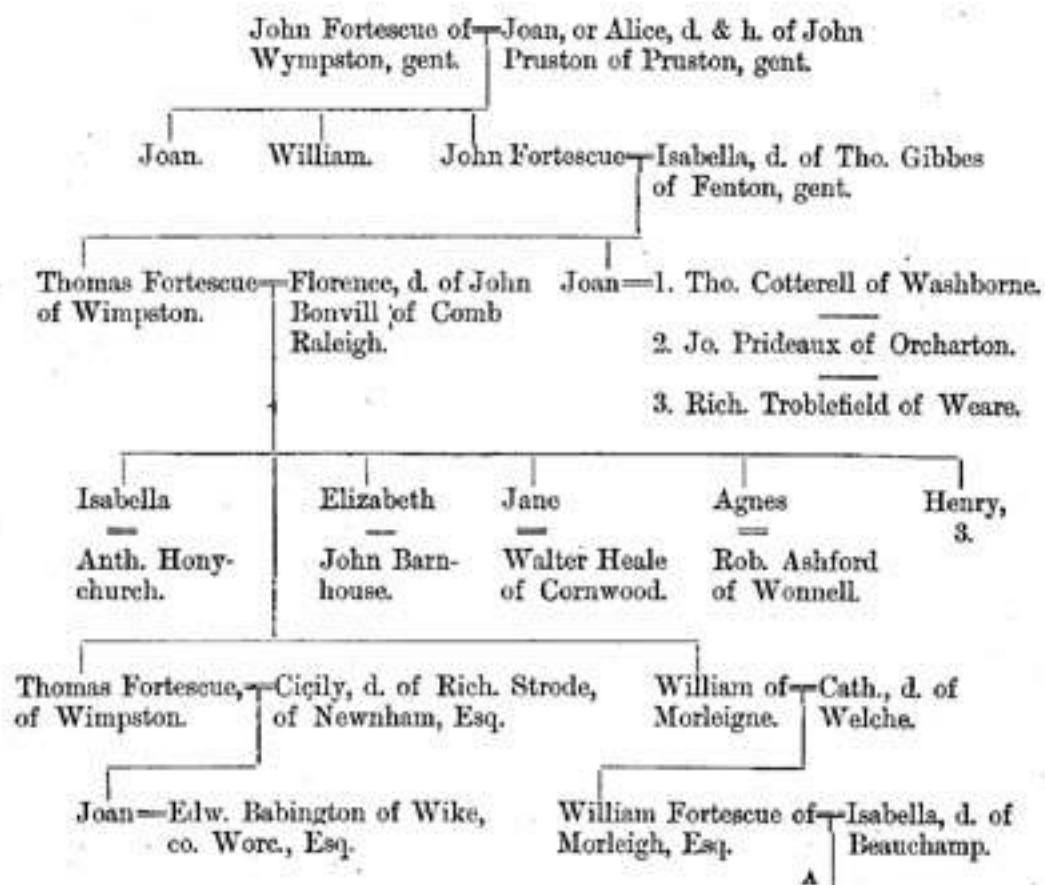 John Fortescue of Joan, or Alice, d. & h. of John
Wympston, gent. Pruston of Pruston, gent.
Joan. William. John Fortescue Isabella, d. of Tho. Gibbes
of Fenton, gent.
Thomas Fortescue Florence, d. of John Joan 1. Tho. Cotterell of Washborne.
of Wimpston. Bonvill of Comb
Raleigh.
2. Jo. Prideaux of Orcharton.
3. Rich. Troblefield of Weare.
Isabella Elizabeth Jane Agnes Henry,
3.
Anth. Hony- John Barn- Walter Heale Rob. Ashford
church. house. of Cornwood. of Wonnell.
Thomas Fortescue, Ciçily, d. of Rich. Strode, William of Cath., d. of
of Wimpston. of Newnham, Esq. Morleigne. Welche.
Joan Edw. Babington of Wike, William Fortescue of Isabella, d. of
co. Worc., Esq. Morleigh, Esq. Beauchamp.
A